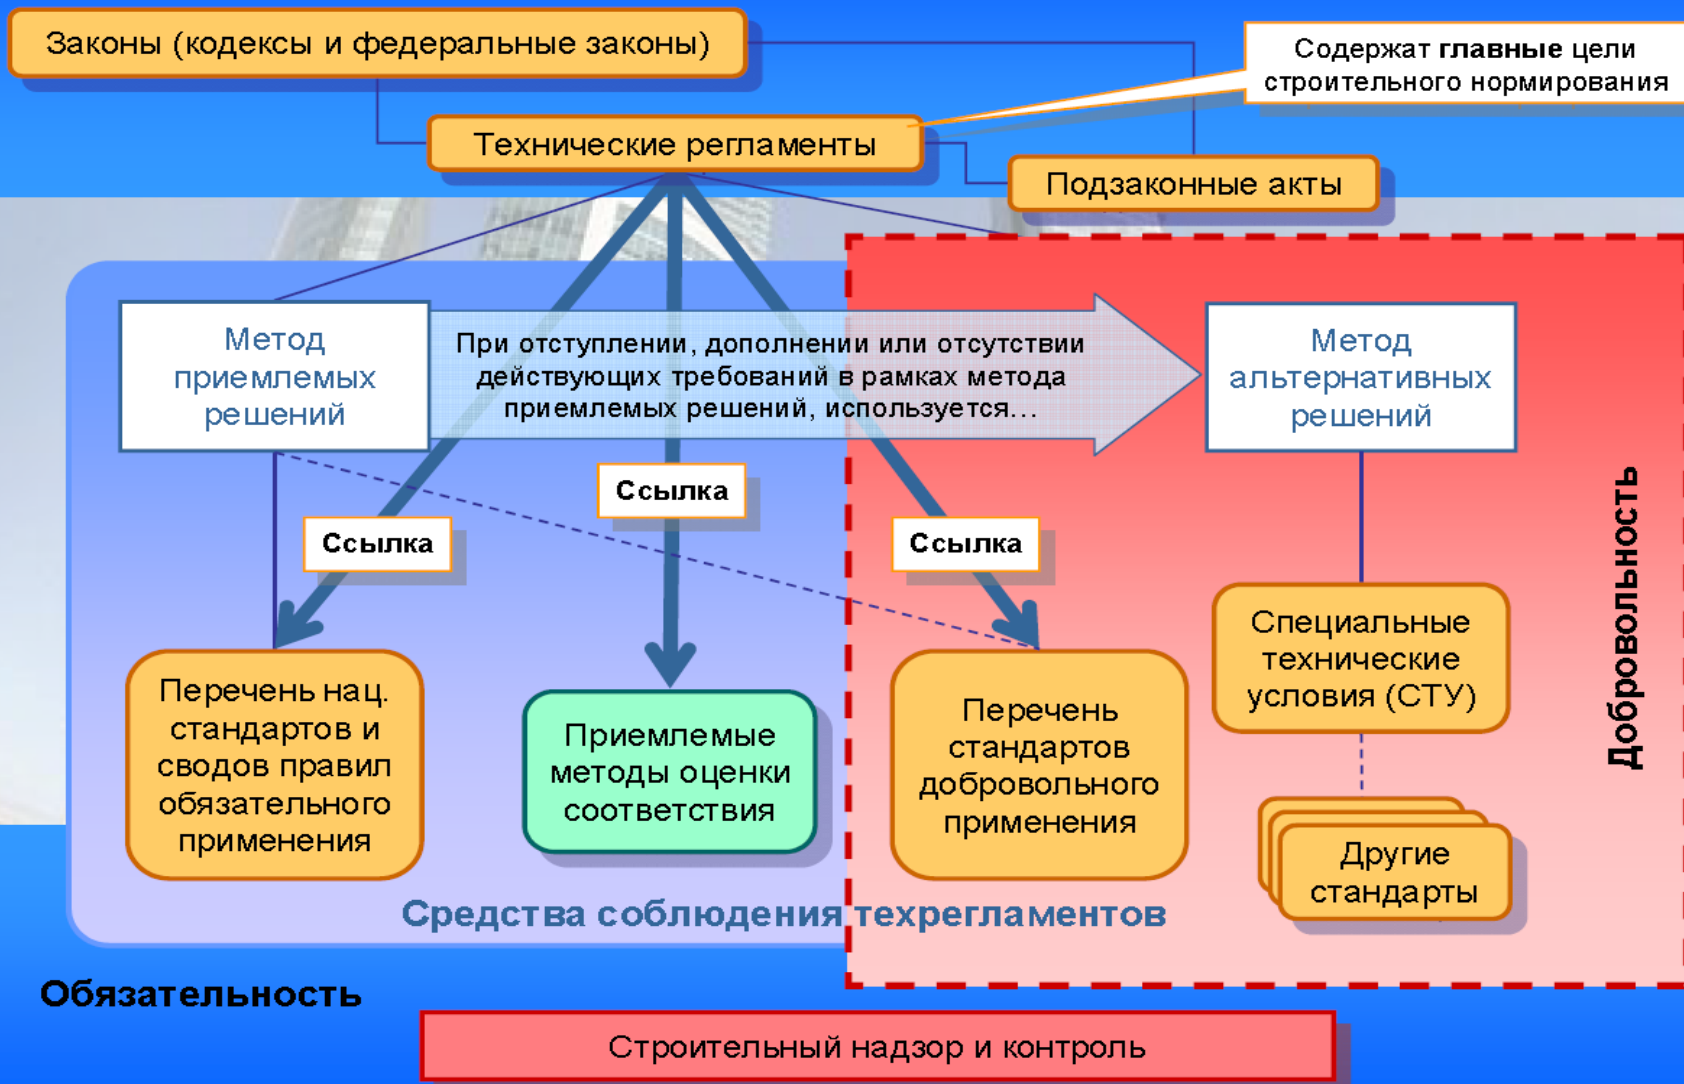 Законы (кодексы и федеральные законы)
Содержат главные цели
строительного нормирования
Технические регламенты
Подзаконные акты
Метод
приемлемых
решений
При отступлении, дополнении или отсутствии
действующих требований в рамках метода
приемлемых решений, используется...
Метод
альтернативных
решений
Ссылка
Ссылка
Ссылка
Добровольность
Перечень нац.
стандартов и
сводов правил
обязательного
применения
Приемлемые
методы оценки
соответствия
Перечень
стандартов
добровольного
применения
Специальные
технические
условия (СТУ)
Другие
стандарты
Средства соблюдения техрегламентов
Обязательность
Строительный надзор и контроль